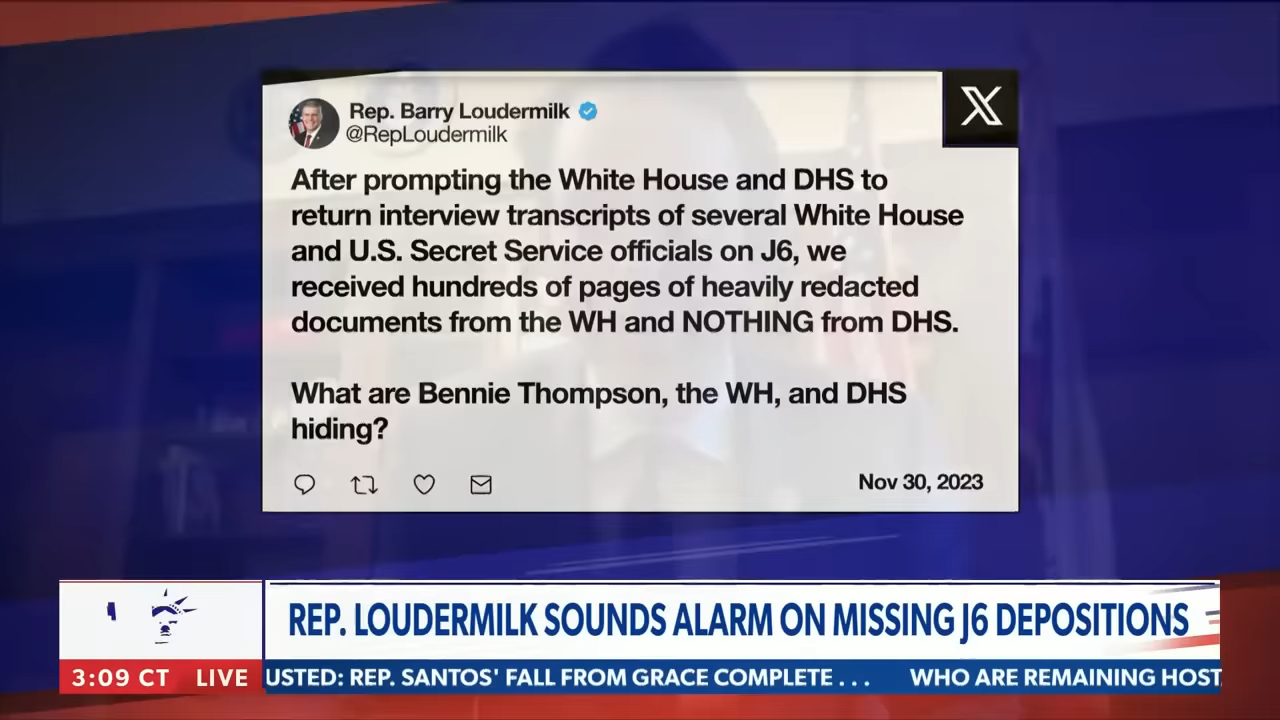 Rep. Barry Loudermilk
@RepLoudermilk
X
After prompting the White House and DHS to
return interview transcripts of several White House
and U.S. Secret Service officials on J6, we
received hundreds of pages of heavily redacted
documents from the WH and NOTHING from DHS.
What are Bennie Thompson, the WH, and DHS
hiding?
Nov 30, 2023
REP. LOUDERMILK SOUNDS ALARM ON MISSING J6 DEPOSITIONS
3:09 CT LIVE
USTED: REP. SANTOS' FALL FROM GRACE COMPLETE . . . WHO ARE REMAINING HOST